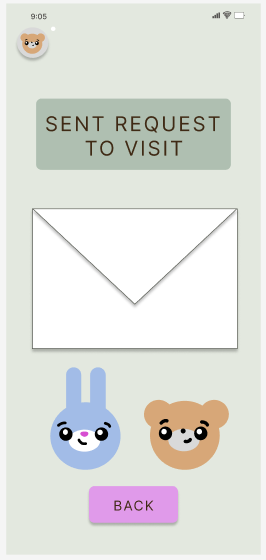 9:05
SENT REQUEST
TO VISIT
BACK